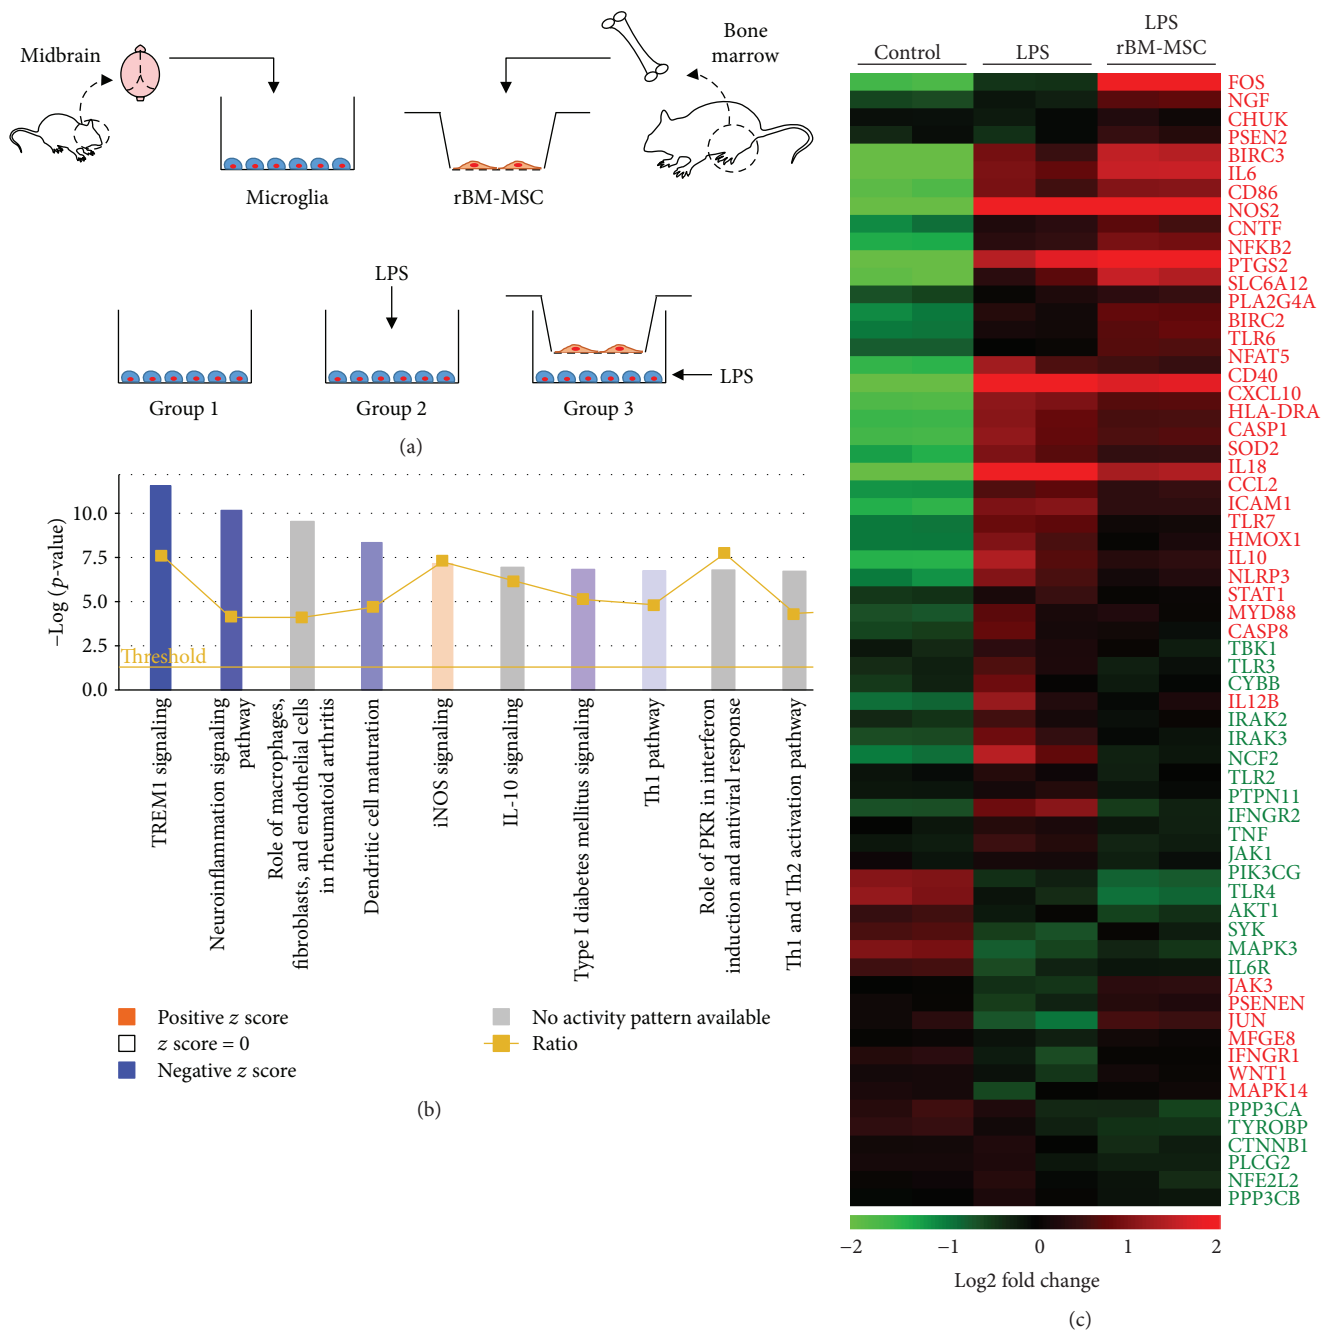 Midbrain
Bone
marrow
Microglia
rBM-MSC
LPS
LPS
Group 1
Group 2
Group 3
(a)
−Log (p-value)
10.0
7.5
5.0
2.5
0.0
Threshold
TREM1 signaling
Neuroinflammation signaling
pathway
Role of macrophages,
fibroblasts, and endothelial cells
in rheumatoid arthritis
Dendritic cell maturation
iNOS signaling
IL-10 signaling
Type I diabetes mellitus signaling
Th1 pathway
Role of PKR in interferon
induction and antiviral response
Th1 and Th2 activation pathway
Positive z score
z score = 0
Negative z score
No activity pattern available
Ratio
(b)
Control
LPS
LPS
rBM-MSC
FOS
NGF
CHUK
PSEN2
BIRC3
IL6
CD86
NOS2
CNTF
NFKB2
PTGS2
SLC6A12
PLA2G4A
BIRC2
TLR6
NFAT5
CD40
CXCL10
HLA-DRA
CASP1
SOD2
IL18
CCL2
ICAM1
TLR7
HMOX1
IL10
NLRP3
STAT1
MYD88
CASP8
TBK1
TLR3
CYBB
IL12B
IRAK2
IRAK3
NCF2
TLR2
PTPN11
IFNGR2
TNF
JAK1
PIK3CG
TLR4
AKT1
SYK
MAPK3
IL6R
JAK3
PSENEN
JUN
MFGE8
IFNGR1
WNT1
MAPK14
PPP3CA
TYROBP
CTNNB1
PLCG2
NFE2L2
PPP3CB
−2 −1 0 1 2
Log2 fold change
(c)